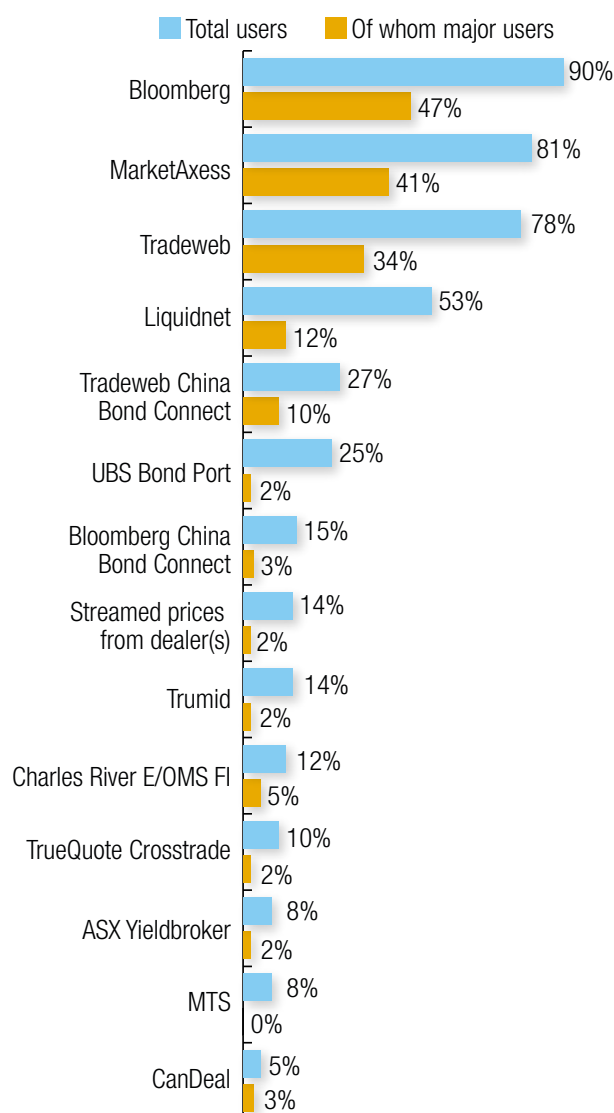 Total users
Of whom major users
Bloomberg
90%
47%
MarketAxess
81%
41%
Tradeweb
78%
34%
Liquidnet
53%
12%
Tradeweb China
Bond Connect
27%
10%
UBS Bond Port
25%
2%
Bloomberg China
Bond Connect
15%
3%
Streamed prices
from dealer(s)
14%
2%
Trumid
14%
2%
Charles River E/OMS FI
12%
5%
TrueQuote Crosstrade
10%
2%
ASX Yieldbroker
8%
2%
MTS
8%
0%
CanDeal
5%
3%